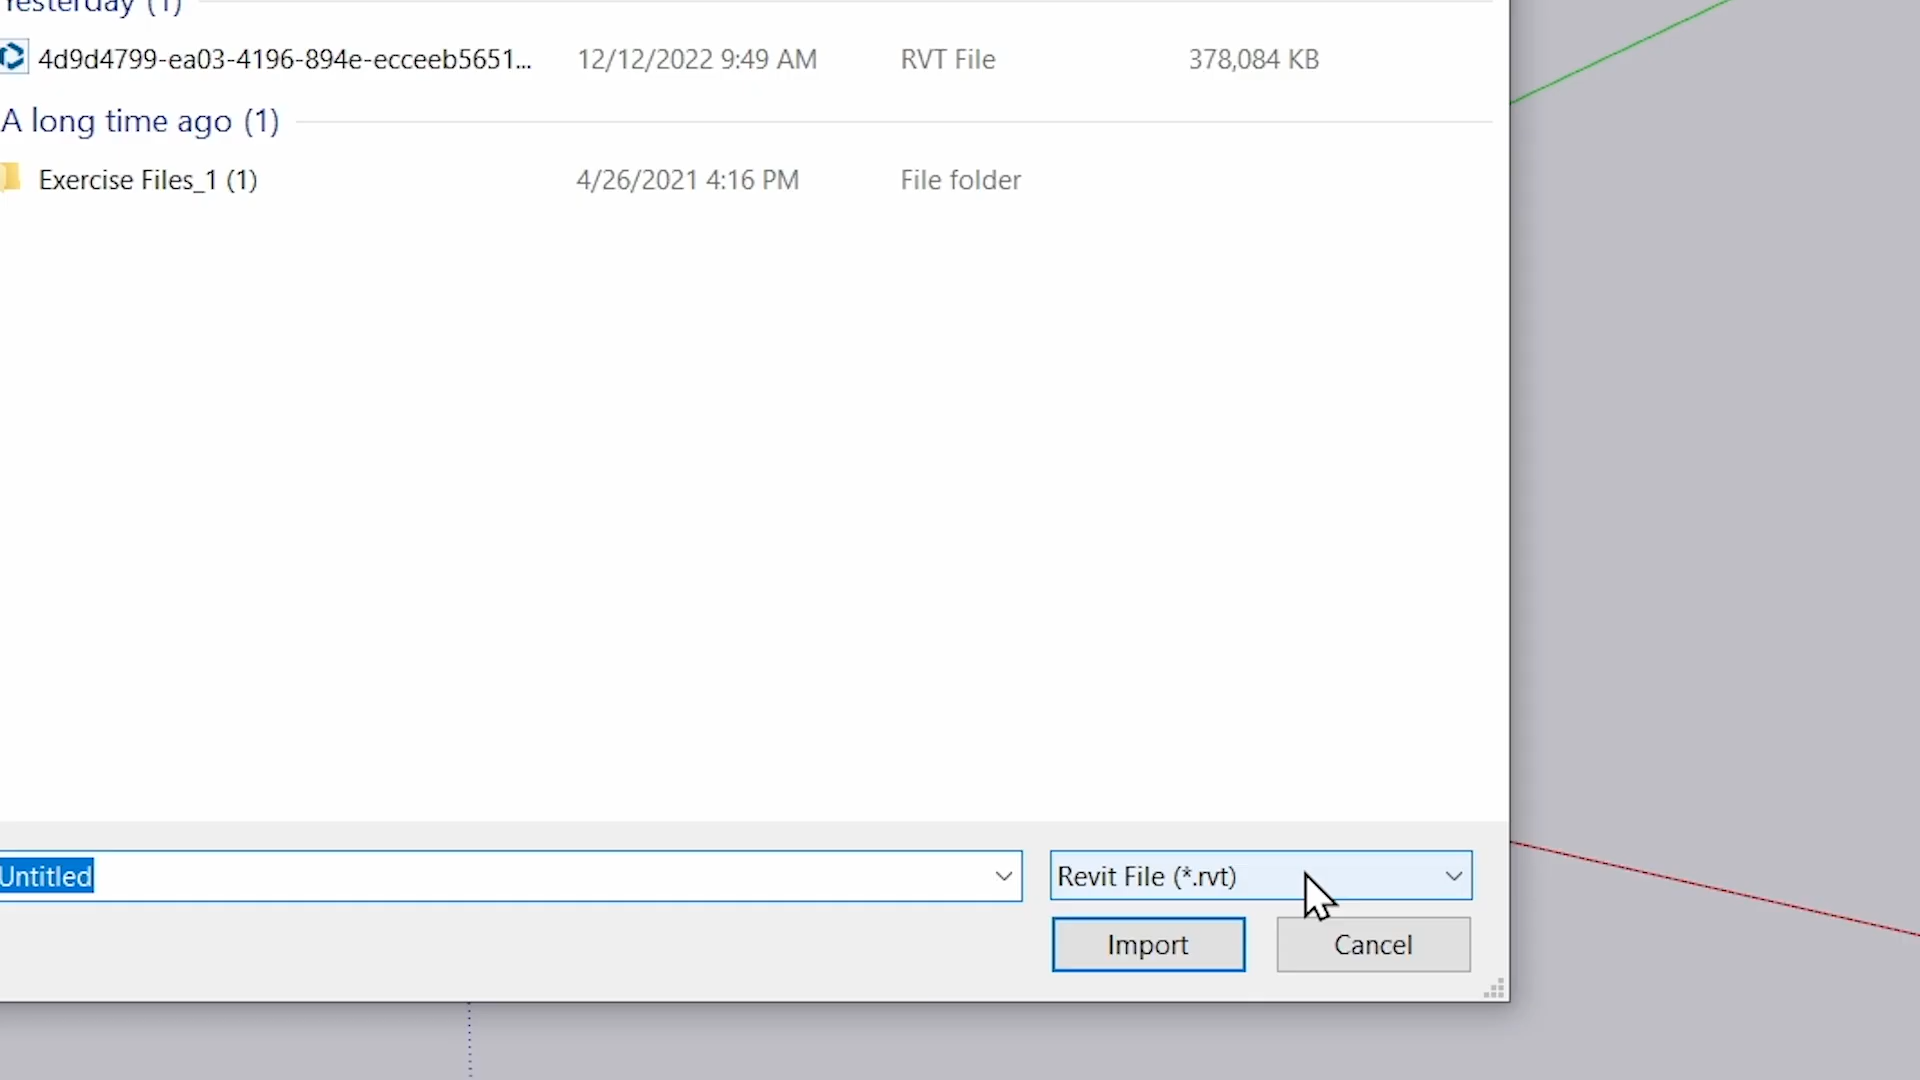 Yesterday (1)
4d9d4799-ea03-4196-894e-ecceeb5651... 12/12/2022 9:49 AM RVT File 378,084 KB
A long time ago (1)
Exercise Files_1 (1) 4/26/2021 4:16 PM File folder
Untitled Revit File (*.rvt)
Import Cancel